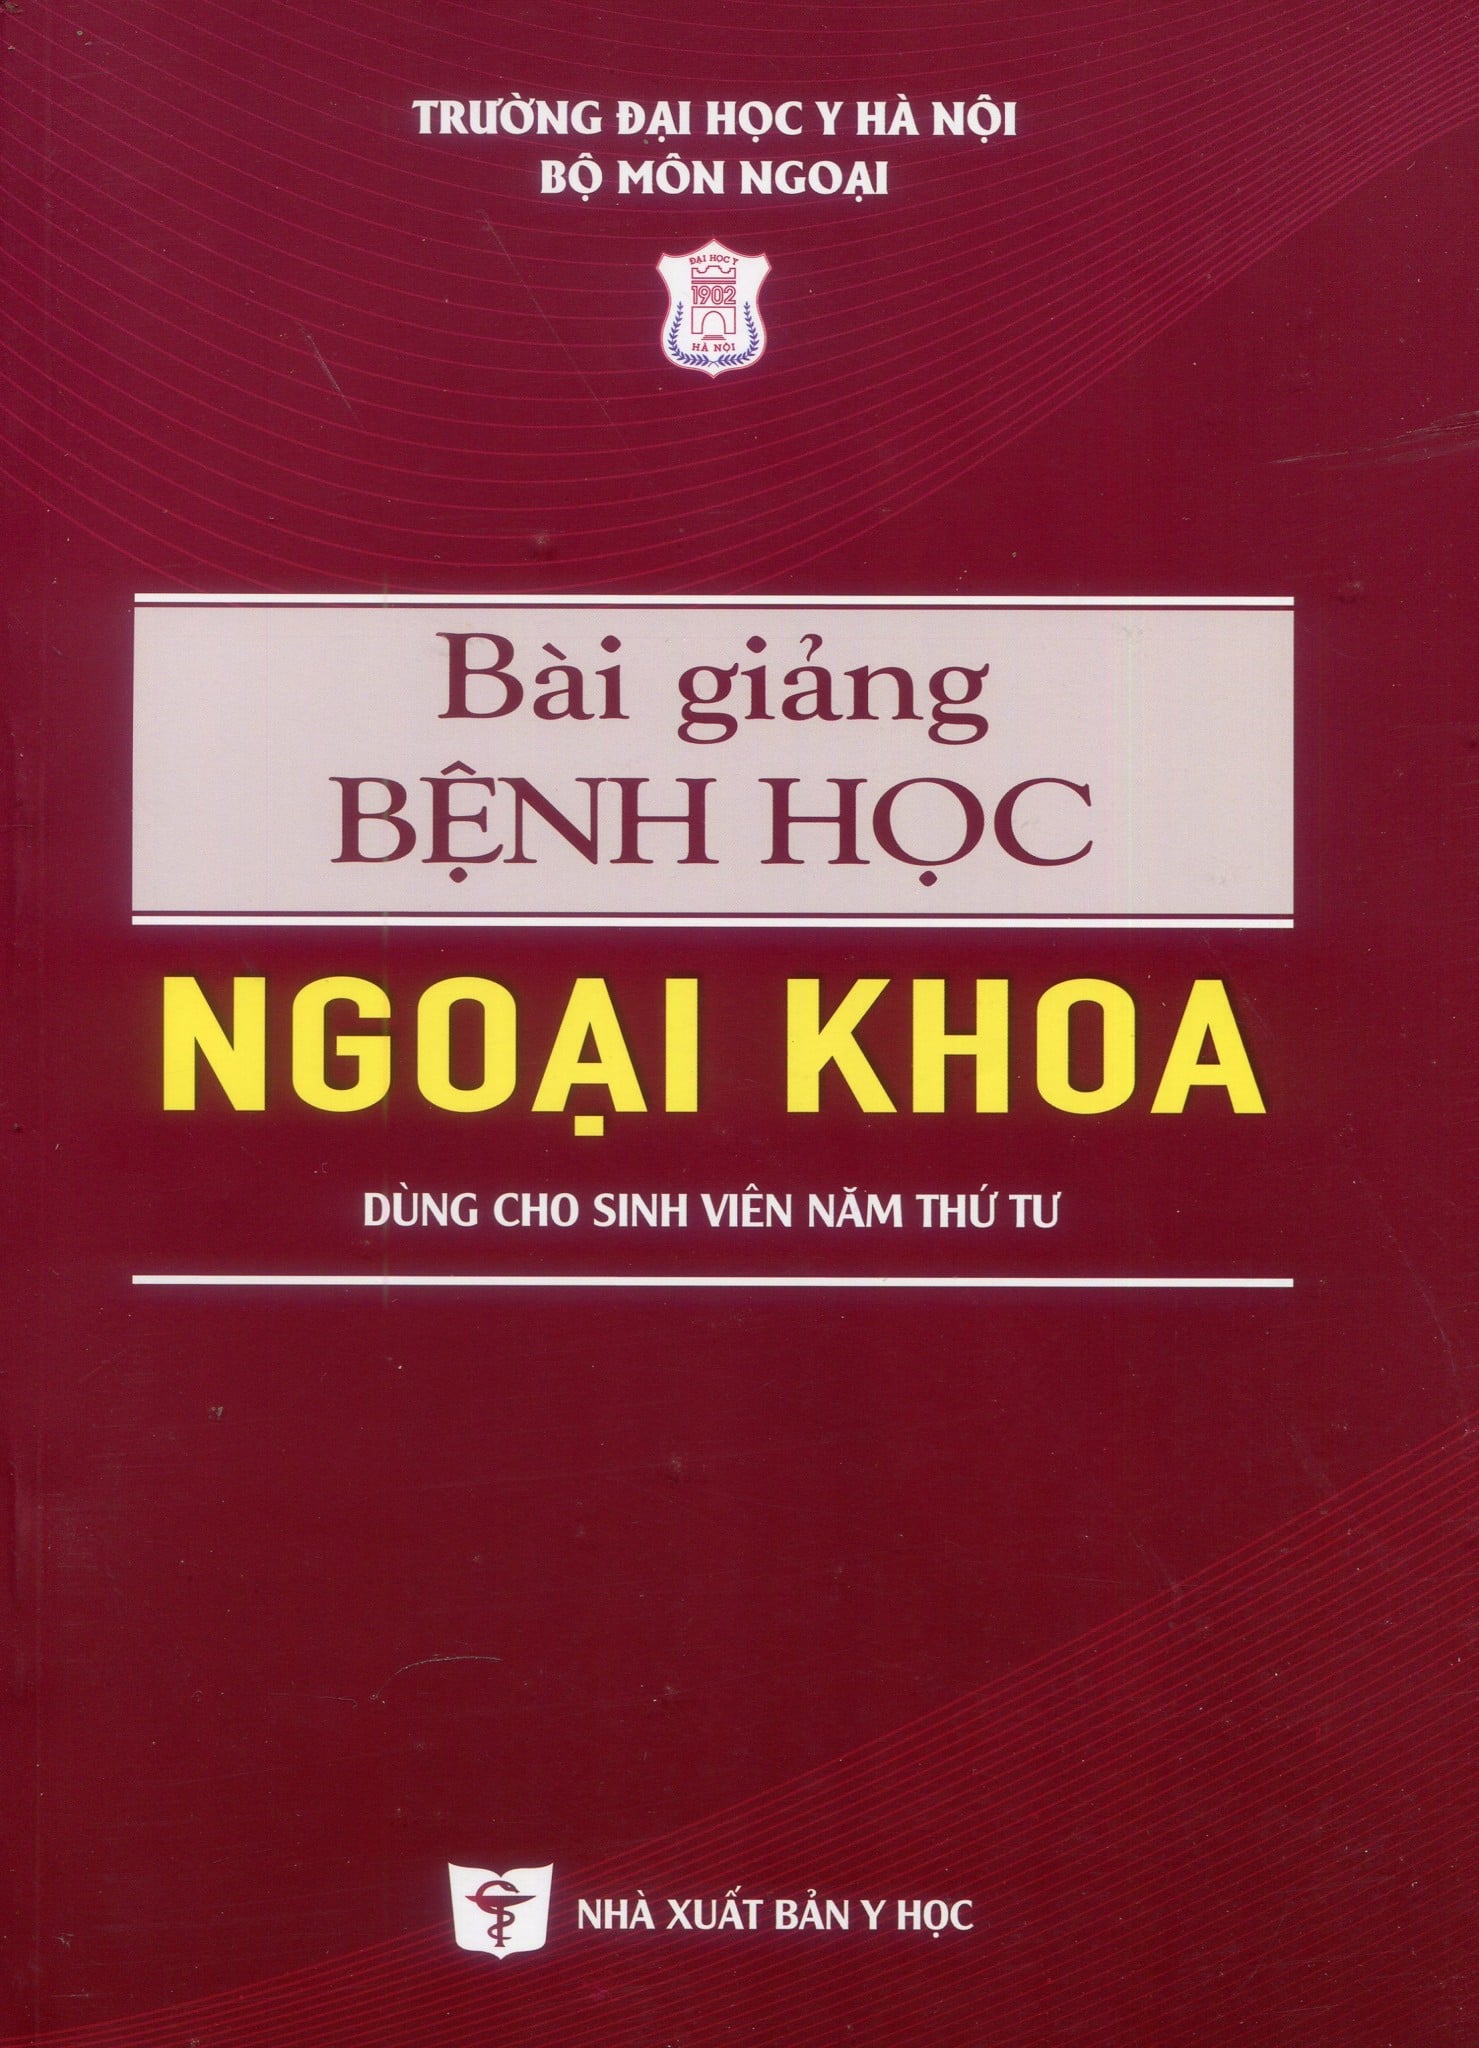 TRƯỜNG ĐẠI HỌC Y HÀ NỘI
BỘ MÔN NGOẠI
ĐẠI HỌC Y
1902
HÀ NỘI
Bài giảng
BỆNH HỌC
NGOẠI KHOA
DÙNG CHO SINH VIÊN NĂM THỨ TƯ
NHÀ XUẤT BẢN Y HỌC